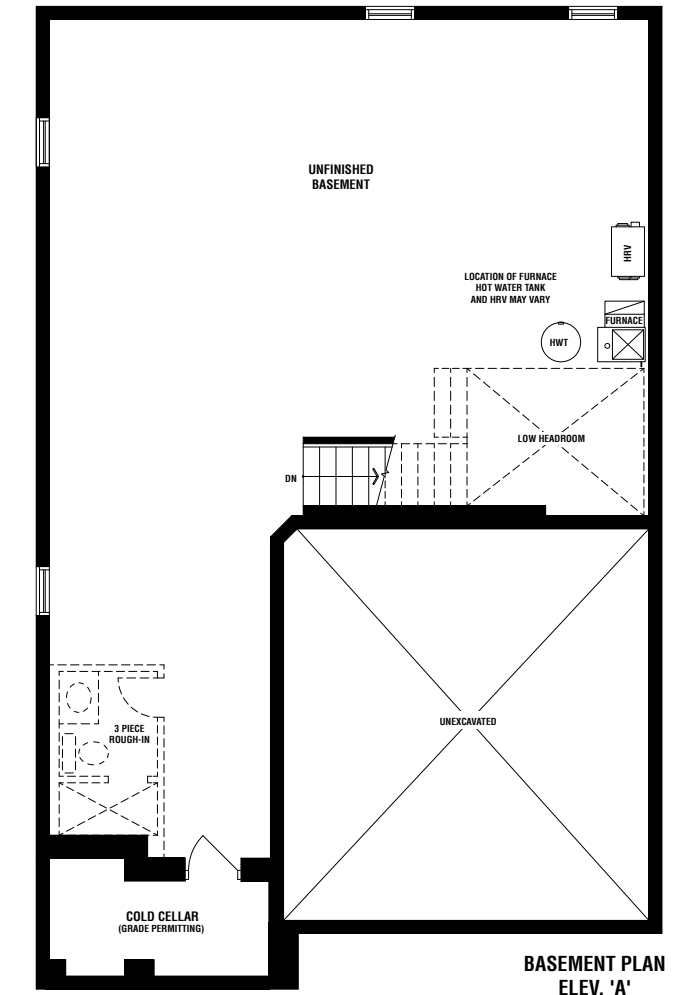 UNFINISHED
BASEMENT
HRV
LOCATION OF FURNACE
HOT WATER TANK
AND HRV MAY VARY
FURNACE
HWT
LOW HEADROOM
DN
UNEXCAVATED
3 PIECE
ROUGH-IN
COLD CELLAR
(GRADE PERMITTING)
BASEMENT PLAN
ELEV. 'A'